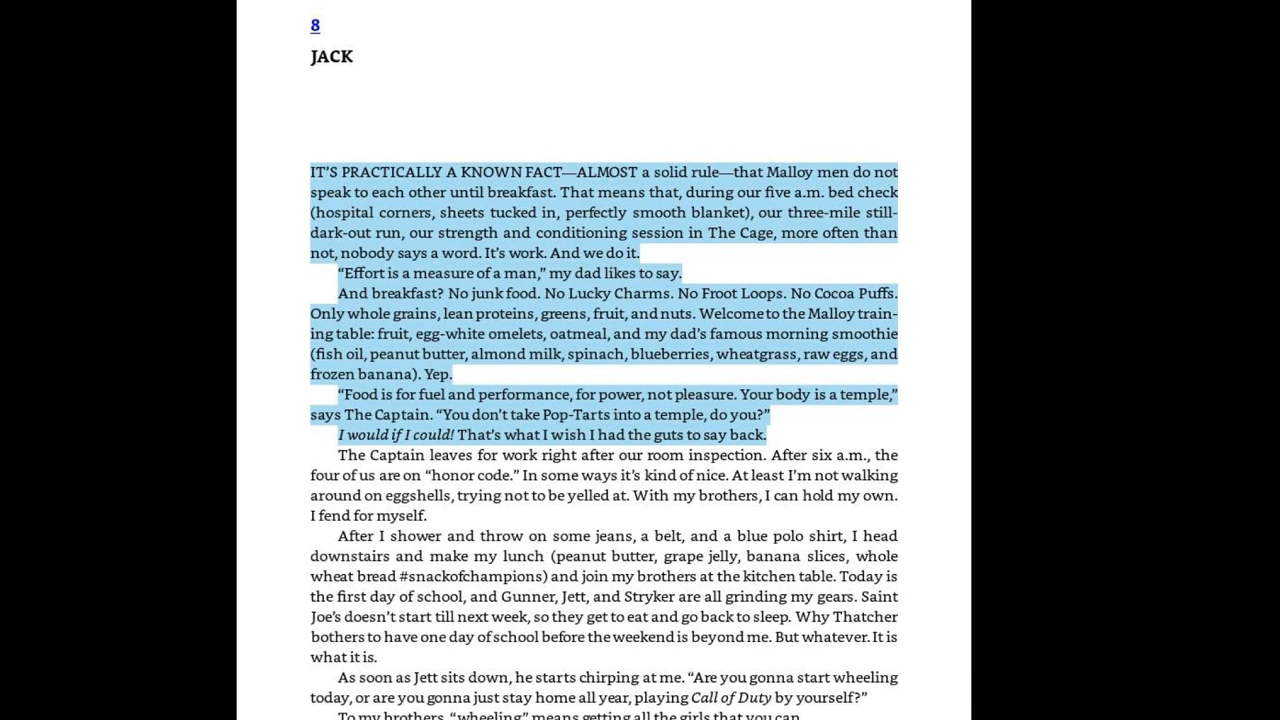 8
JACK
IT’S PRACTICALLY A KNOWN FACT—ALMOST a solid rule—that Malloy men do not
speak to each other until breakfast. That means that, during our five a.m. bed check
(hospital corners, sheets tucked in, perfectly smooth blanket), our three-mile still-
dark-out run, our strength and conditioning session in The Cage, more often than
not, nobody says a word. It’s work. And we do it.
“Effort is a measure of a man,” my dad likes to say.
And breakfast? No junk food. No Lucky Charms. No Froot Loops. No Cocoa Puffs.
Only whole grains, lean proteins, greens, fruit, and nuts. Welcome to the Malloy train-
ing table: fruit, egg-white omelets, oatmeal, and my dad’s famous morning smoothie
(fish oil, peanut butter, almond milk, spinach, blueberries, wheatgrass, raw eggs, and
frozen banana). Yep.
“Food is for fuel and performance, for power, not pleasure. Your body is a temple,”
says The Captain. “You don’t take Pop-Tarts into a temple, do you?”
I would if I could! That’s what I wish I had the guts to say back.
The Captain leaves for work right after our room inspection. After six a.m., the
four of us are on “honor code.” In some ways it’s kind of nice. At least I’m not walking
around on eggshells, trying not to be yelled at. With my brothers, I can hold my own.
I fend for myself.
After I shower and throw on some jeans, a belt, and a blue polo shirt, I head
downstairs and make my lunch (peanut butter, grape jelly, banana slices, whole
wheat bread #snackofchampions) and join my brothers at the kitchen table. Today is
the first day of school, and Gunner, Jett, and Stryker are all grinding my gears. Saint
Joe’s doesn’t start till next week, so they get to eat and go back to sleep. Why Thatcher
bothers to have one day of school before the weekend is beyond me. But whatever. It is
what it is.
As soon as Jett sits down, he starts chirping at me. “Are you gonna start wheeling
today, or are you gonna just stay home all year, playing Call of Duty by yourself?”
To my brothers, “wheeling” means getting all the girls that you can.